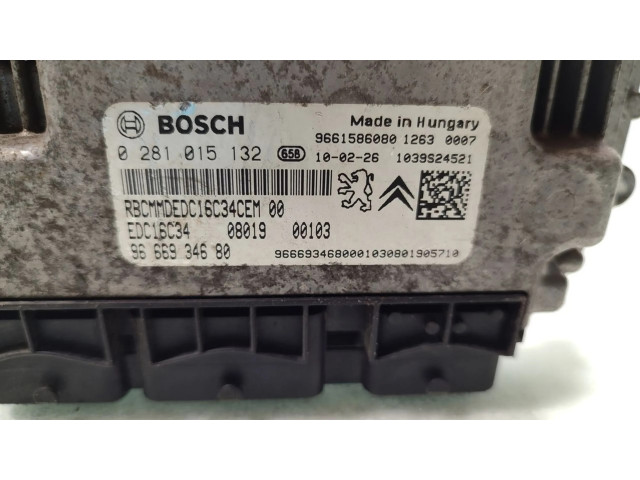 BOSCH
Made in Hungary
9661586080 1263 0007
0 281 015 132 656 10-02-26 1039S24521
RBCMMDEDC16C34CEM 00
EDC16C34 08019 00103
96 669 346 80 9666934680001030801905710